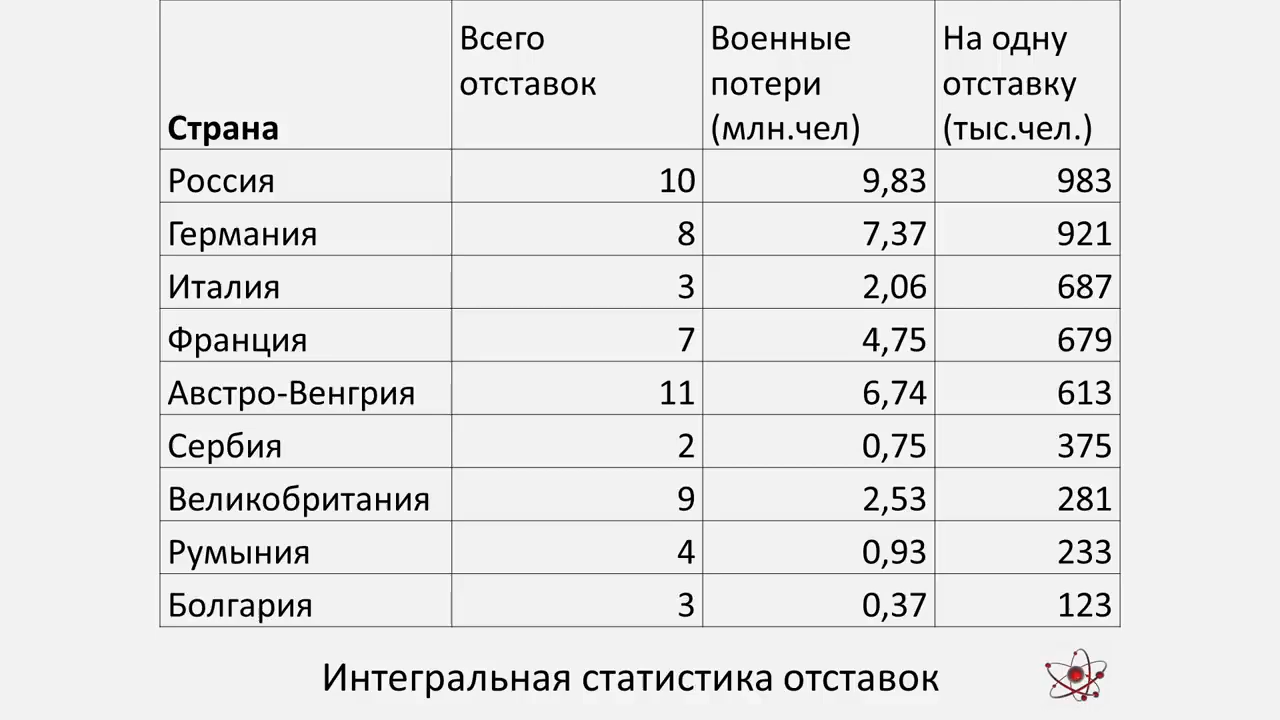 Страна Всего отставок Военные потери (млн.чел) На одну отставку (тыс.чел.)
Россия 10 9,83 983
Германия 8 7,37 921
Италия 3 2,06 687
Франция 7 4,75 679
Австро-Венгрия 11 6,74 613
Сербия 2 0,75 375
Великобритания 9 2,53 281
Румыния 4 0,93 233
Болгария 3 0,37 123
Интегральная статистика отставок